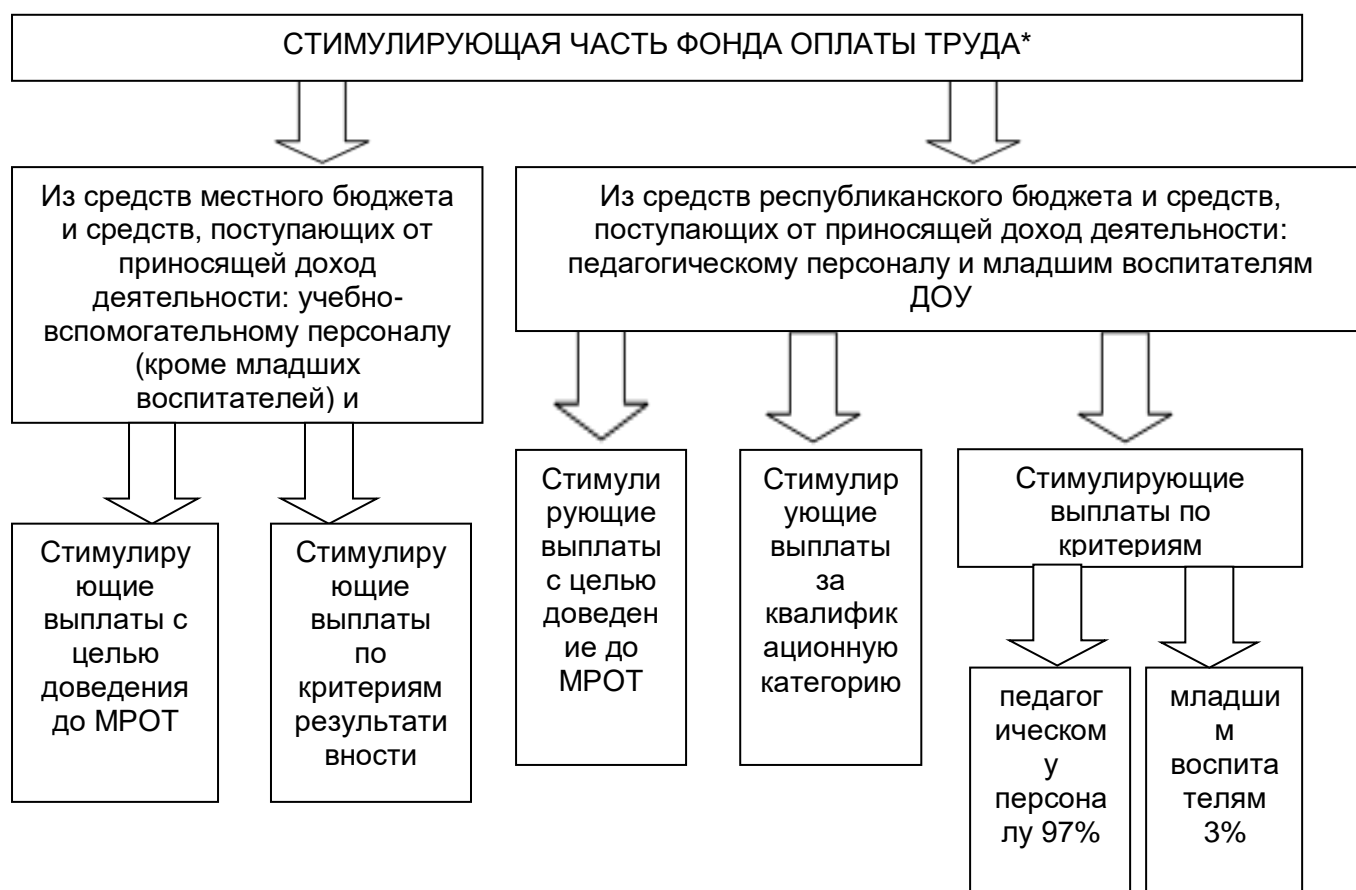 СТИМУЛИРУЮЩАЯ ЧАСТЬ ФОНДА ОПЛАТЫ ТРУДА*
Из средств местного бюджета
и средств, поступающих от
приносящей доход
деятельности: учебно-
вспомогательному персоналу
(кроме младших
воспитателей) и
Из средств республиканского бюджета и средств,
поступающих от приносящей доход деятельности:
педагогическому персоналу и младшим воспитателям
ДОУ
Стимулиру
ющие
выплаты с
целью
доведения
до МРОТ
Стимулиру
ющие
выплаты
по
критериям
результати
вности
Стимули
рующие
выплаты
с целью
доведен
ие до
МРОТ
Стимулир
ующие
выплаты
за
квалифик
ационную
категорию
Стимулирующие
выплаты по
критериям
педагог
ическом
у
персона
лу 97%
младши
м
воспита
телям
3%